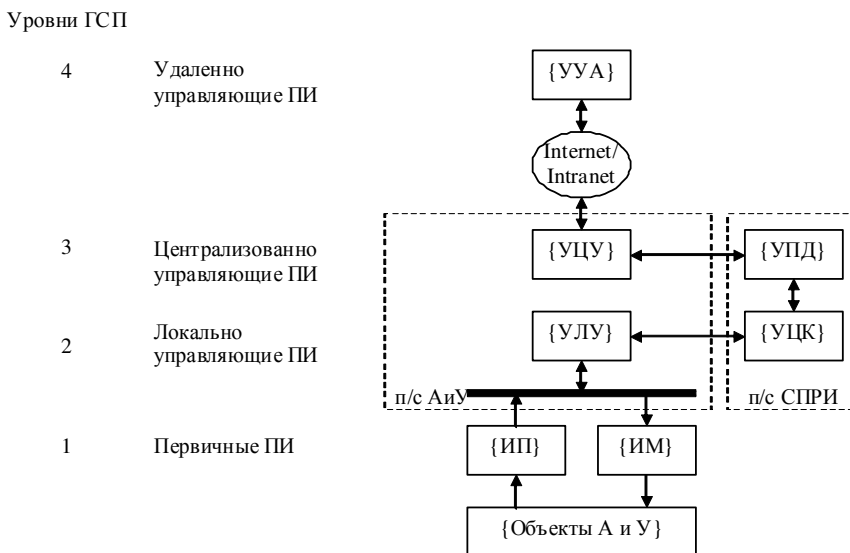 Уровни ГСП
4
Удаленно
управляющие ПИ
{УУА}
Internet/
Intranet
3
Централизованно
управляющие ПИ
{УЦУ}
{УПД}
2
Локально
управляющие ПИ
{УЛУ}
{УЦК}
п/с АиУ
п/с СПРИ
1
Первичные ПИ
{ИП}
{ИМ}
{Объекты А и У}